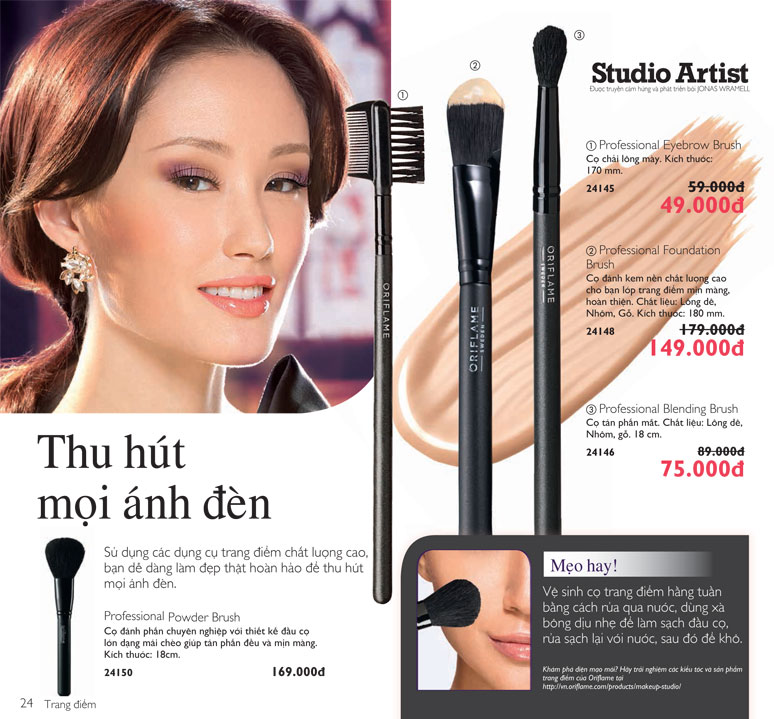 ①
②
③
Studio Artist
Được truyền cảm hứng và phát triển bởi JONAS WRAMELL
① Professional Eyebrow Brush
Cọ chải lông mày. Kích thước:
170 mm.
24145 59.000đ
49.000đ
② Professional Foundation
Brush
Cọ đánh kem nền chất lượng cao
cho bạn lớp trang điểm mịn màng,
hoàn thiện. Chất liệu: Lông dê,
Nhôm, Gỗ. Kích thước: 180 mm.
24148 179.000đ
149.000đ
③ Professional Blending Brush
Cọ tán phấn mắt. Chất liệu: Lông dê,
Nhôm, gỗ. 18 cm.
24146 89.000đ
75.000đ
ORIFLAME
ORIFLAME
SWEDEN
ORIFLAME
SWEDEN
Thu hút
mọi ánh đèn
Sử dụng các dụng cụ trang điểm chất lượng cao,
bạn dễ dàng làm đẹp thật hoàn hảo để thu hút
mọi ánh đèn.
Professional Powder Brush
Cọ đánh phấn chuyên nghiệp với thiết kế đầu cọ
lớn dạng mái chèo giúp tán phấn đều và mịn màng.
Kích thước: 18cm.
24150 169.000đ
Mẹo hay!
Vệ sinh cọ trang điểm hằng tuần
bằng cách rửa qua nước, dùng xà
bông dịu nhẹ để làm sạch đầu cọ,
rửa sạch lại với nước, sau đó để khô.
Khám phá diện mạo mới? Hãy trải nghiệm các kiểu tóc và sản phẩm
trang điểm của Oriflame tại
http://vn.oriflame.com/products/makeup-studio/
24 Trang điểm